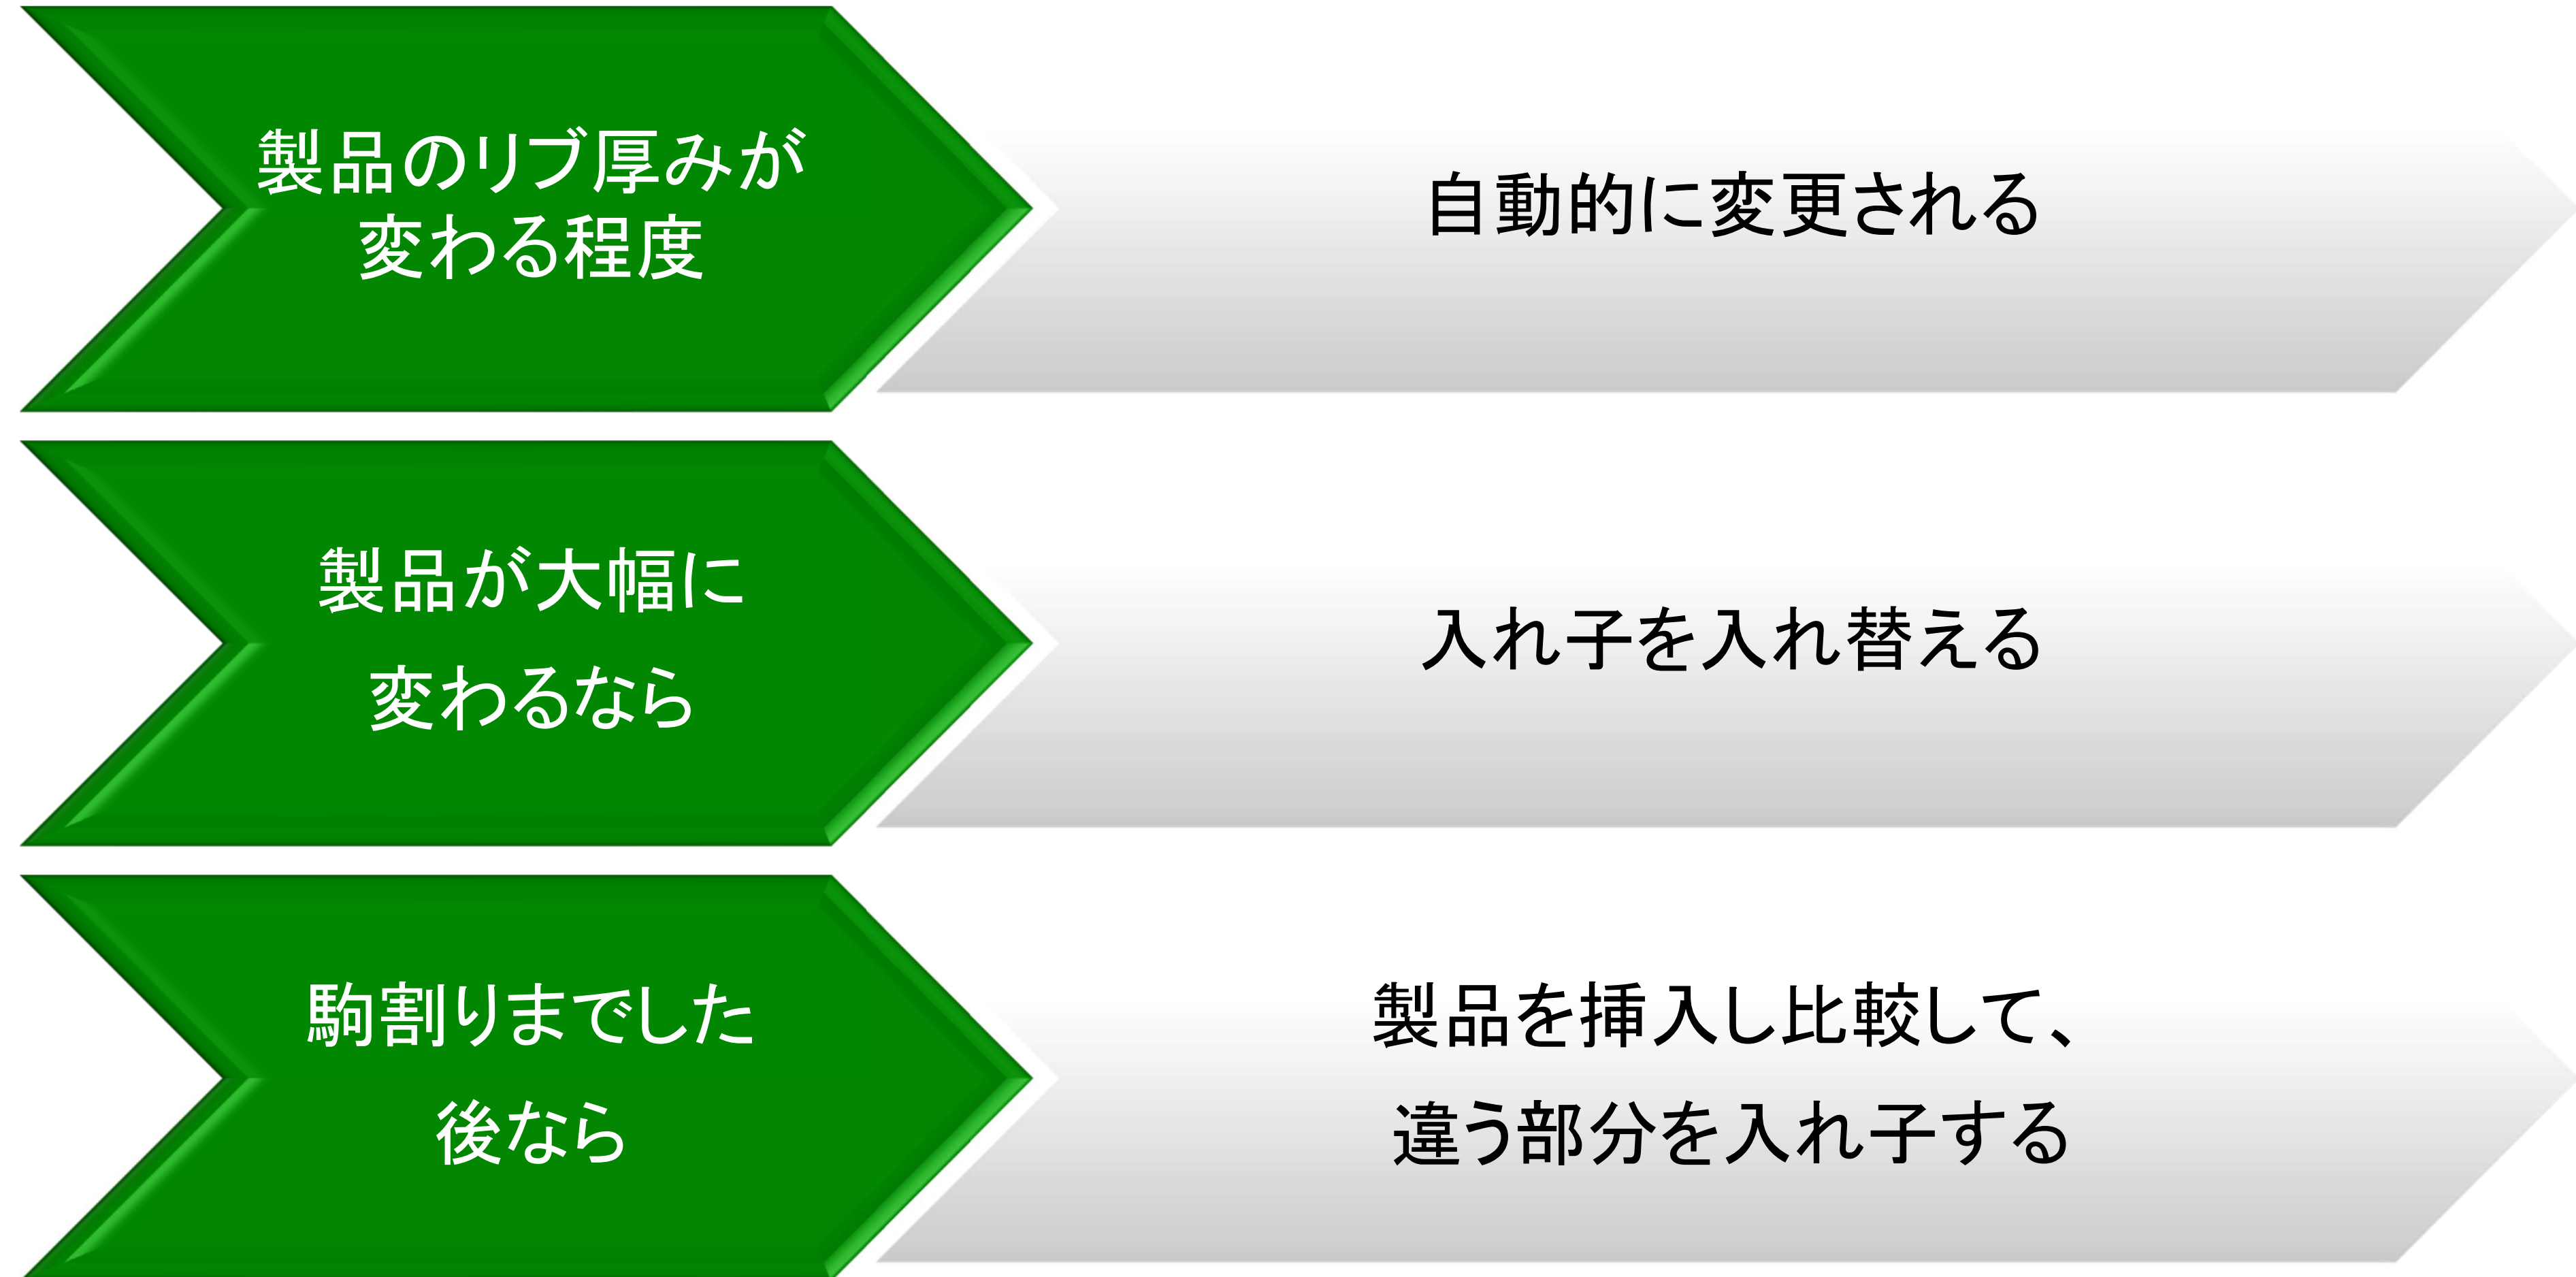 製品のリブ厚みが
変わる程度
自動的に変更される
製品が大幅に
変わるなら
入れ子を入れ替える
駒割りまでした
後なら
製品を挿入し比較して、
違う部分を入れ子する